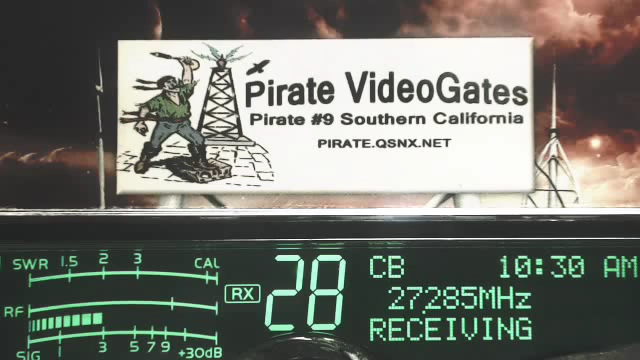 Pirate VideoGates
Pirate #9 Southern California
PIRATE.QSNX.NET
SWR 1.5 2 3 CAL
RX 28 CB 10:30 AM
RF 27285MHz
RECEIVING
SIG 1 3 5 7 9 +30dB